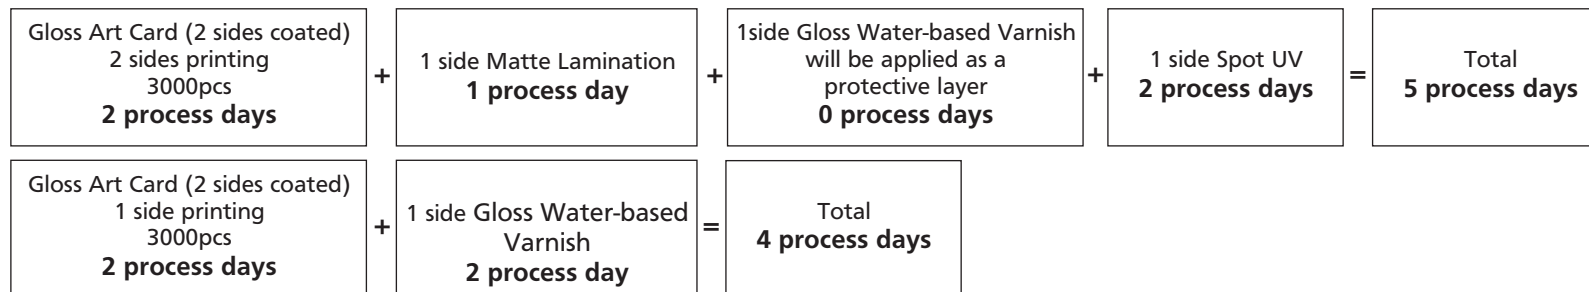 Gloss Art Card (2 sides coated)
2 sides printing
3000pcs
2 process days
+
1 side Matte Lamination
1 process day
+
1side Gloss Water-based Varnish
will be applied as a
protective layer
0 process days
+
1 side Spot UV
2 process days
=
Total
5 process days
Gloss Art Card (2 sides coated)
1 side printing
3000pcs
2 process days
+
1 side Gloss Water-based
Varnish
2 process day
=
Total
4 process days